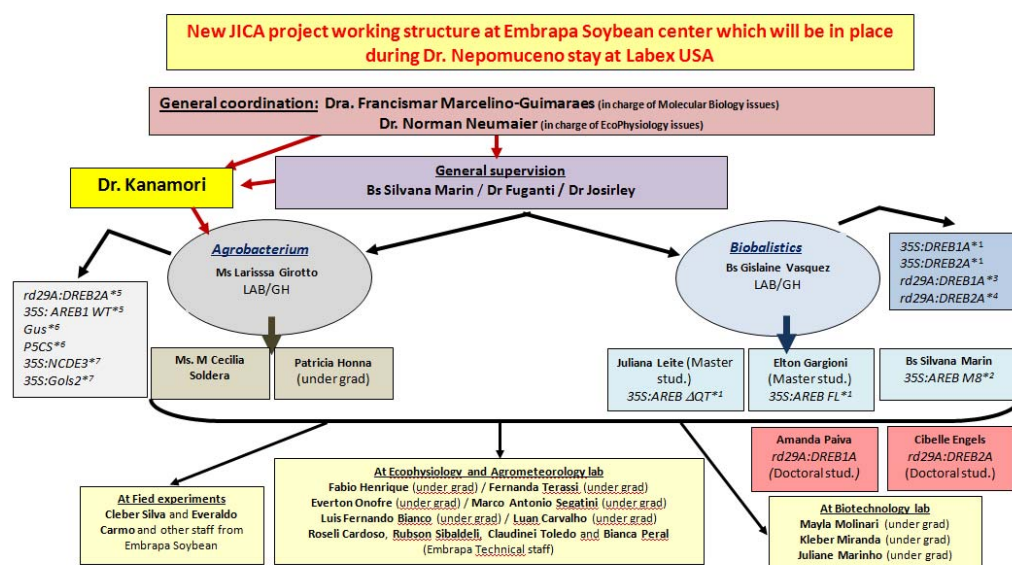 New JICA project working structure at Embrapa Soybean center which will be in place
during Dr. Nepomuceno stay at Labex USA
General coordination: Dra. Francismar Marcelino-Guimaraes (in charge of Molecular Biology issues)
Dr. Norman Neumaier (in charge of EcoPhysiology issues)
Dr. Kanamori
General supervision
Bs Silvana Marin / Dr Fuganti / Dr Josirley
Agrobacterium
Ms Larisssa Girotto
LAB/GH
Biobalistics
Bs Gislaine Vasquez
LAB/GH
35S:DREB1A*1
35S:DREB2A*1
rd29A:DREB1A*3
rd29A:DREB2A*4
rd29A:DREB2A*5
35S: AREB1 WT*5
Gus*6
P5CS*6
35S:NCDE3*7
35S:Gols2*7
Ms. M Cecilia
Soldera
Patricia Honna
(under grad)
Juliana Leite (Master
stud.)
35S:AREB ΔQT*1
Elton Gargioni
(Master stud.)
35S:AREB FL*1
Bs Silvana Marin
35S:AREB M8*2
Amanda Paiva
rd29A:DREB1A
(Doctoral stud.)
Cibelle Engels
rd29A:DREB2A
(Doctoral stud.)
At Fied experiments
Cleber Silva and Everaldo
Carmo and other staff from
Embrapa Soybean
At Ecophysiology and Agrometeorology lab
Fabio Henrique (under grad) / Fernanda Terassi (under grad)
Everton Onofre (under grad) / Marco Antonio Segatini (under grad)
Luis Fernando Bianco (under grad) / Luan Carvalho (under grad)
Roseli Cardoso, Rubson Sibaldeli, Claudinei Toledo and Bianca Peral
(Embrapa Technical staff)
At Biotechnology lab
Mayla Molinari (under grad)
Kleber Miranda (under grad)
Juliane Marinho (under grad)